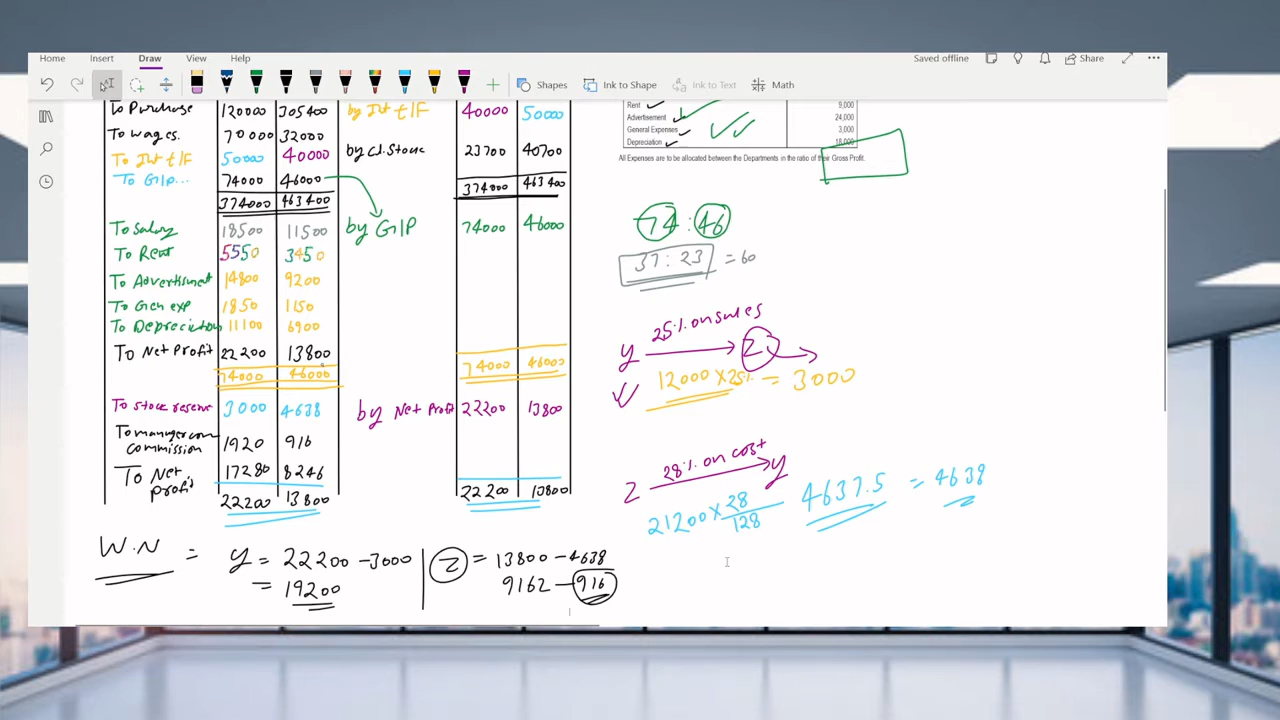 Home Insert Draw View Help Saved offline Share
Shapes Ink to Shape Ink to Text Math
To Purchase 120000 305400 by Int t/F 40000 50000
To wages. 70000 32000
To Int t/F 50000 40000 by Cl. Stock 23700 40700
To G/P... 74000 46000 374000 463400
374000 463400
To Salary 18500 11500 by G/P 74000 46000
To Rent 5550 3450
To Advertisment 14800 9200
To Gen exp 1850 1150
To Depreciation 11100 6900
To Net Profit 22200 13800
74000 46000 74000 46000
To stock reserve 3000 4638 by Net Profit 22200 13800
To manager com
commission 1920 916
To Net
profit 17280 8246
22200 13800 22200 13800
W.N = y = 22200 - 3000
= 19200
Z = 13800 - 4638
9162 - 916
Rent 9,000
Advertisement 24,000
General Expenses 3,000
Depreciation 18,000
All Expenses are to be allocated between the Departments in the ratio of their Gross Profit.
74 : 46
37 : 23 = 60
25% on sales
y Z
12000 X 25% = 3000
28% on cost
Z y
21200 X 28/128 4637.5 = 4638